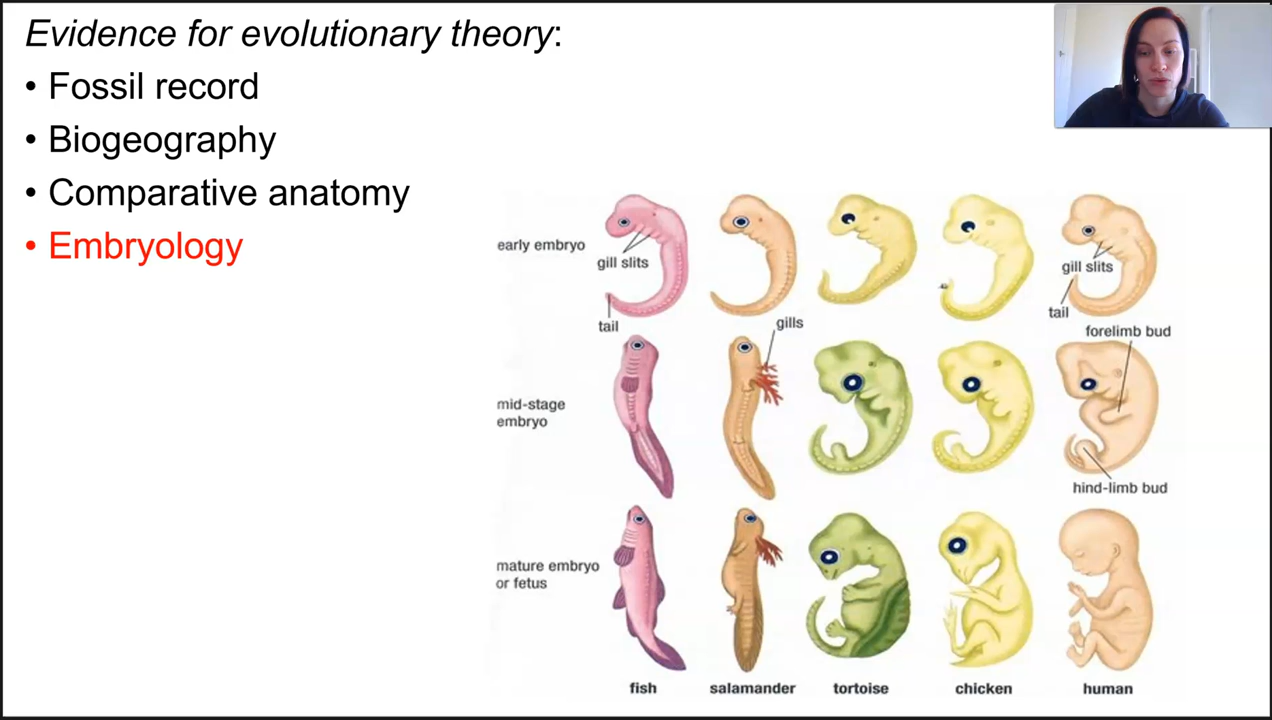 Evidence for evolutionary theory:
• Fossil record
• Biogeography
• Comparative anatomy
• Embryology
early embryo
gill slits
tail
gill slits
tail
gills
forelimb bud
mid-stage
embryo
hind-limb bud
mature embryo
or fetus
fish
salamander
tortoise
chicken
human